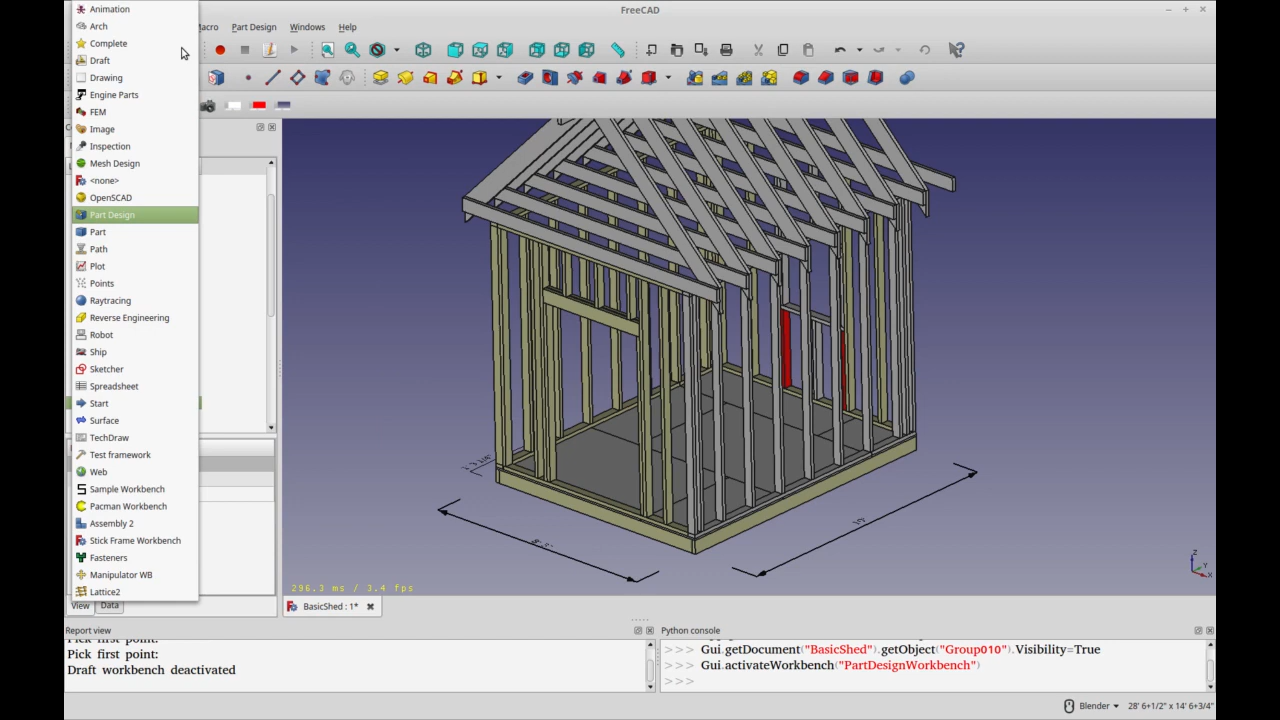 FreeCAD
Macro
Part Design
Windows
Help
Animation
Arch
Complete
Draft
Drawing
Engine Parts
FEM
Image
Inspection
Mesh Design
<none>
OpenSCAD
Part Design
Part
Path
Plot
Points
Raytracing
Reverse Engineering
Robot
Ship
Sketcher
Spreadsheet
Start
Surface
TechDraw
Test framework
Web
Sample Workbench
Pacman Workbench
Assembly 2
Stick Frame Workbench
Fasteners
Manipulator WB
Lattice2
View
Data
296.3 ms / 3.4 fps
Z
Y
X
BasicShed : 1*
Report view
Pick first point:
Pick first point:
Draft workbench deactivated
Python console
>>> Gui.getDocument("BasicShed").getObject("Group010").Visibility=True
>>> Gui.activateWorkbench("PartDesignWorkbench")
>>>
Blender
28' 6+1/2" x 14' 6+3/4"